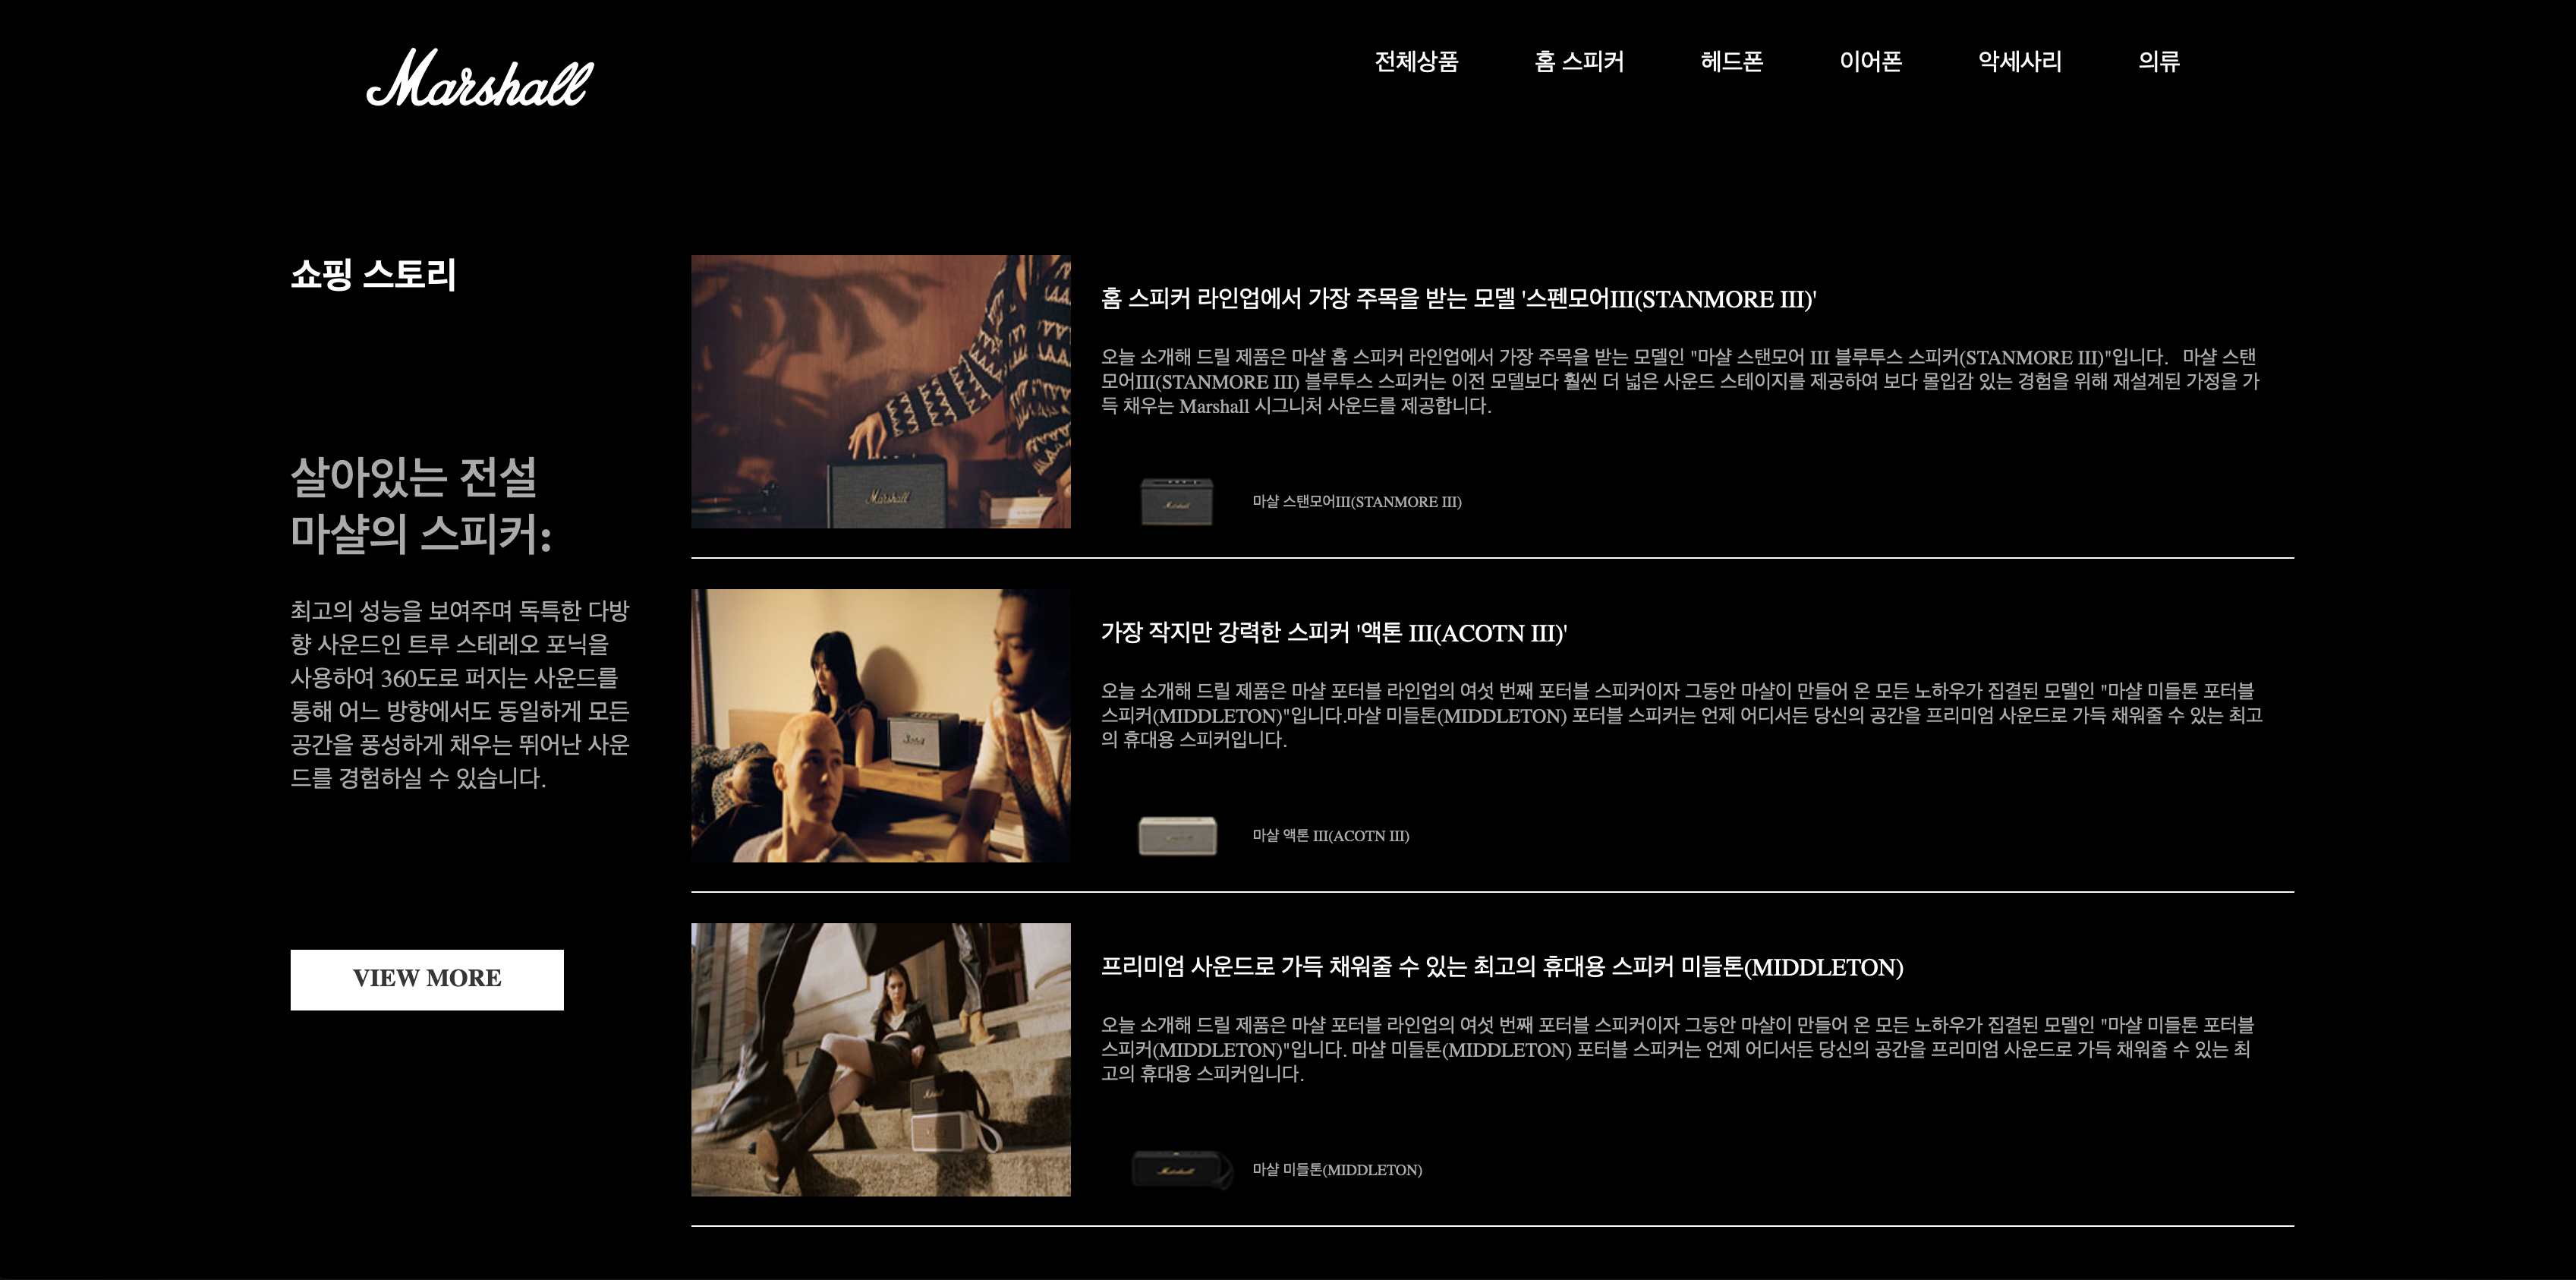 Marshall
전체상품 홈 스피커 헤드폰 이어폰 악세사리 의류
쇼핑 스토리
살아있는 전설
마샬의 스피커:
최고의 성능을 보여주며 독특한 다방
향 사운드인 트루 스테레오 포닉을
사용하여 360도로 퍼지는 사운드를
통해 어느 방향에서도 동일하게 모든
공간을 풍성하게 채우는 뛰어난 사운
드를 경험하실 수 있습니다.
VIEW MORE
Marshall
홈 스피커 라인업에서 가장 주목을 받는 모델 '스펜모어III(STANMORE III)'
오늘 소개해 드릴 제품은 마샬 홈 스피커 라인업에서 가장 주목을 받는 모델인 "마샬 스탠모어 III 블루투스 스피커(STANMORE III)"입니다. 마샬 스탠
모어III(STANMORE III) 블루투스 스피커는 이전 모델보다 훨씬 더 넓은 사운드 스테이지를 제공하여 보다 몰입감 있는 경험을 위해 재설계된 가정을 가
득 채우는 Marshall 시그니처 사운드를 제공합니다.
Marshall
마샬 스탠모어III(STANMORE III)
가장 작지만 강력한 스피커 '액톤 III(ACOTN III)'
오늘 소개해 드릴 제품은 마샬 포터블 라인업의 여섯 번째 포터블 스피커이자 그동안 마샬이 만들어 온 모든 노하우가 집결된 모델인 "마샬 미들톤 포터블
스피커(MIDDLETON)"입니다.마샬 미들톤(MIDDLETON) 포터블 스피커는 언제 어디서든 당신의 공간을 프리미엄 사운드로 가득 채워줄 수 있는 최고
의 휴대용 스피커입니다.
마샬 액톤 III(ACOTN III)
프리미엄 사운드로 가득 채워줄 수 있는 최고의 휴대용 스피커 미들톤(MIDDLETON)
오늘 소개해 드릴 제품은 마샬 포터블 라인업의 여섯 번째 포터블 스피커이자 그동안 마샬이 만들어 온 모든 노하우가 집결된 모델인 "마샬 미들톤 포터블
스피커(MIDDLETON)"입니다. 마샬 미들톤(MIDDLETON) 포터블 스피커는 언제 어디서든 당신의 공간을 프리미엄 사운드로 가득 채워줄 수 있는 최
고의 휴대용 스피커입니다.
Marshall
마샬 미들톤(MIDDLETON)